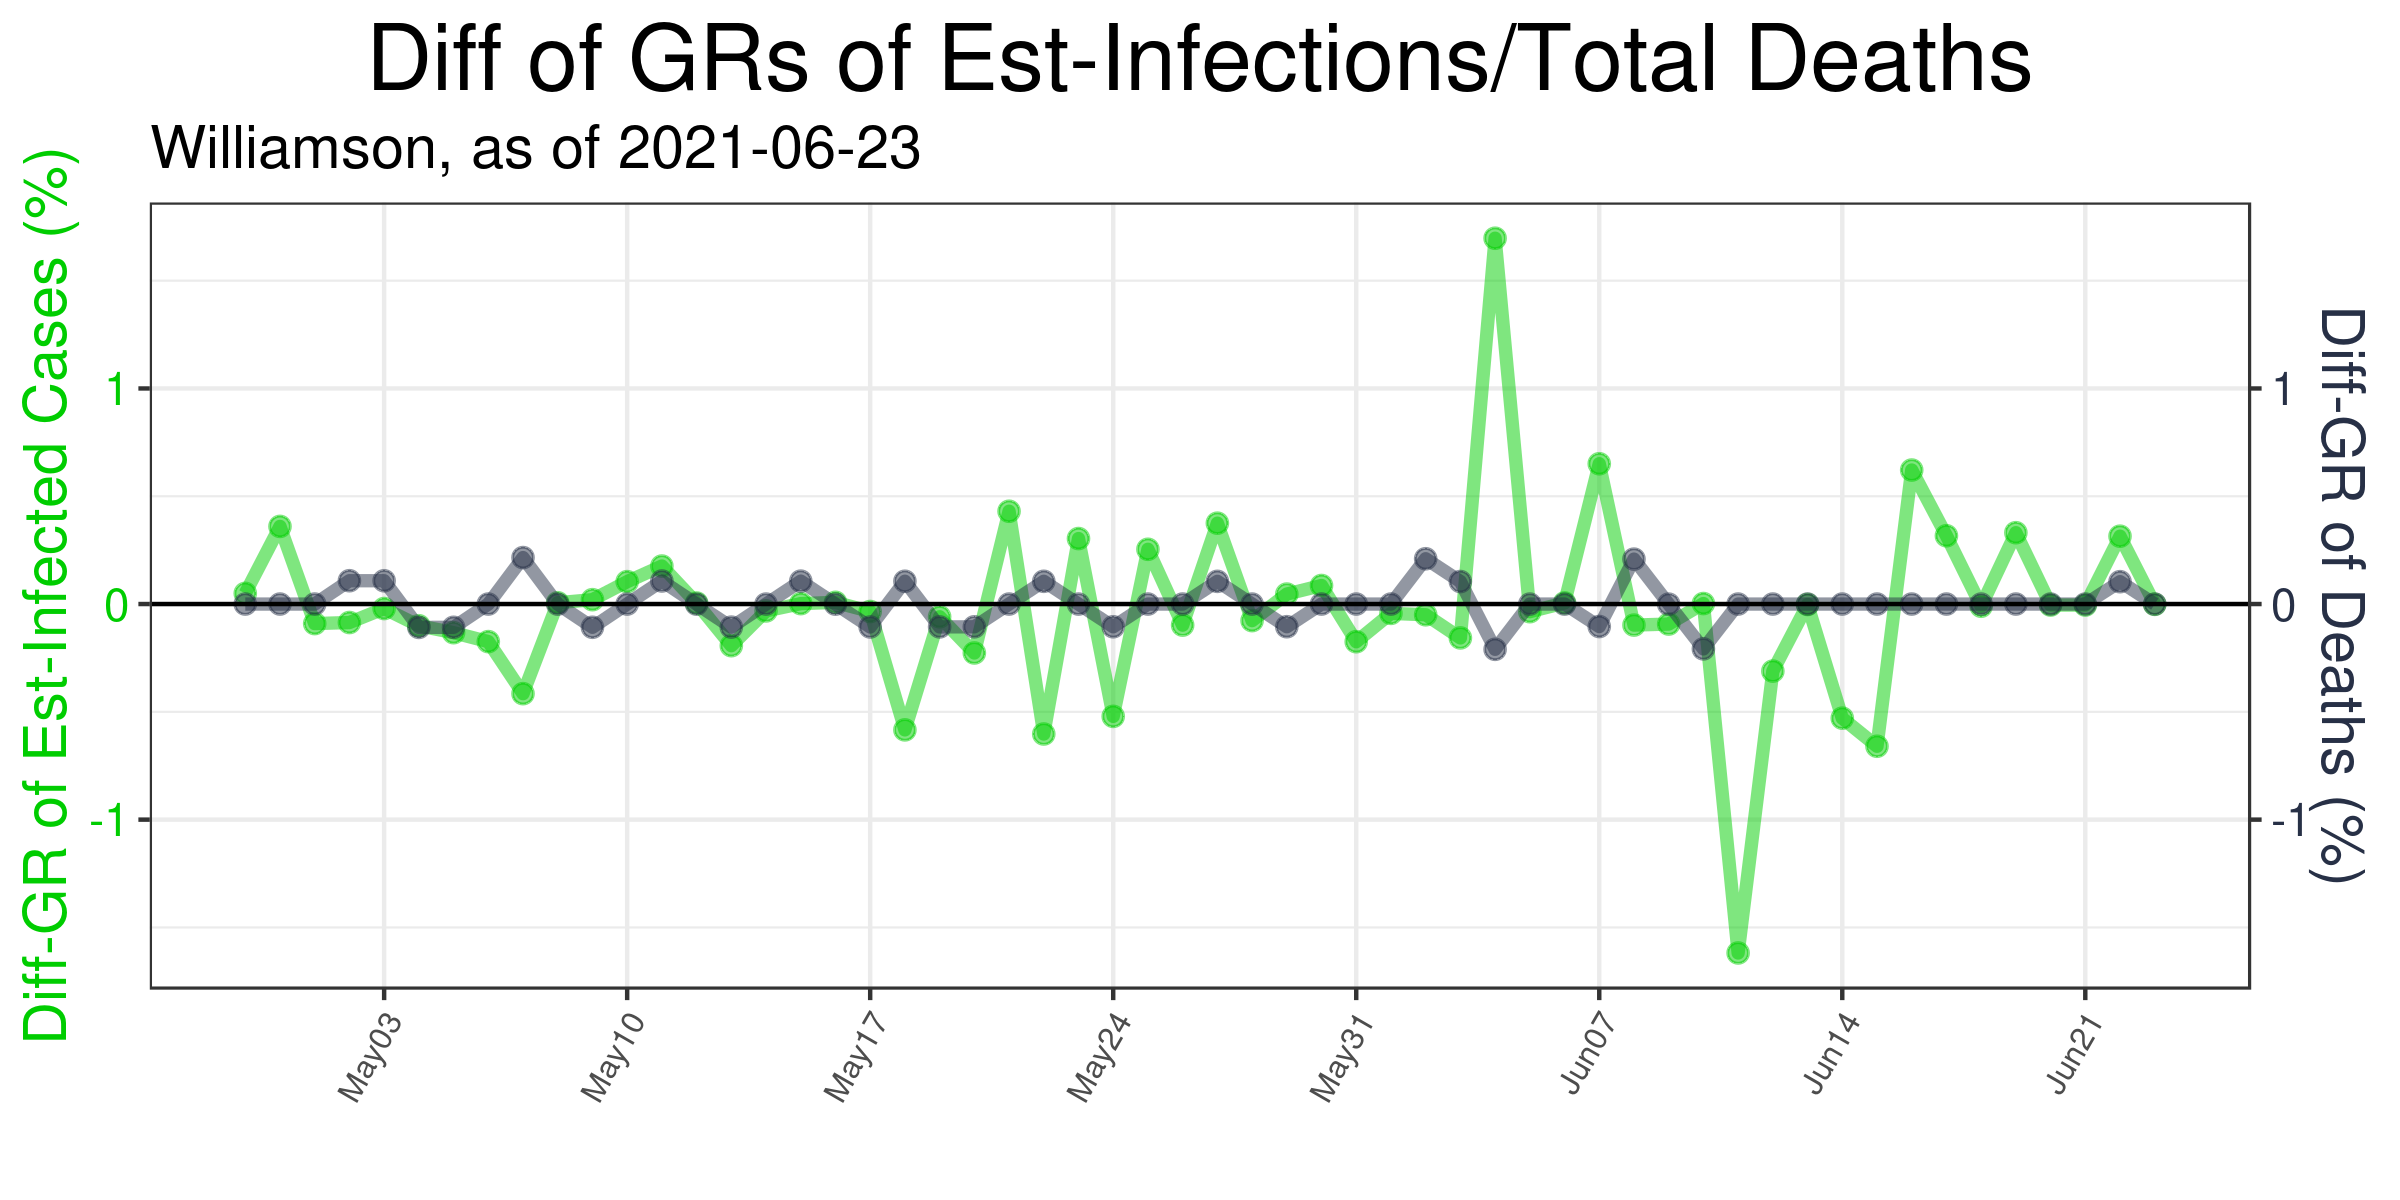 Diff of GRs of Est-Infections/Total Deaths
Williamson, as of 2021-06-23
Diff-GR of Est-Infected Cases (%)
1
0
-1
1
0
-1
Diff-GR of Deaths (%)
May03
May10
May17
May24
May31
Jun07
Jun14
Jun21